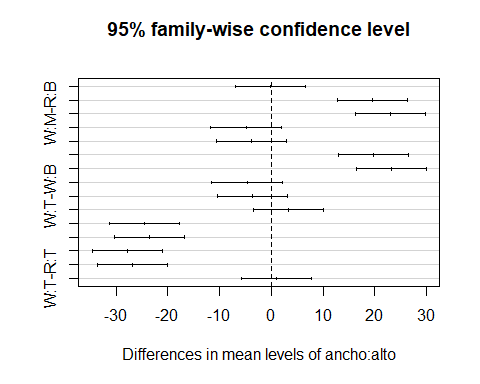 95% family-wise confidence level
W:M-R:B
W:T-W:B
W:T-R:T
-30 -20 -10 0 10 20 30
Differences in mean levels of ancho:alto